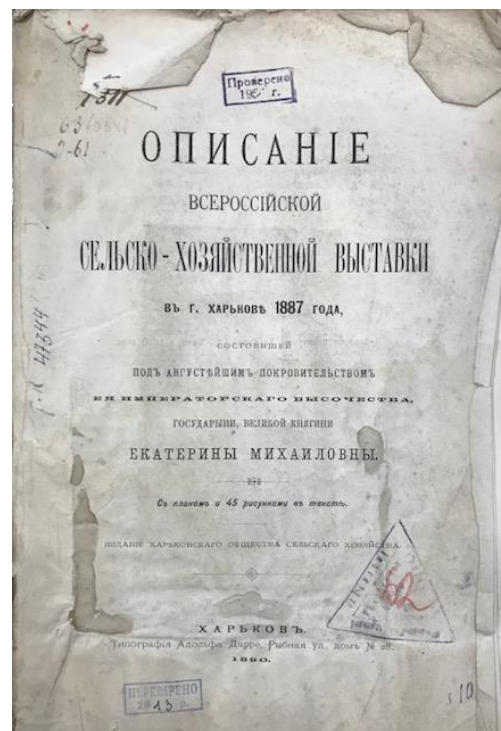 Проверено
195 г.
ОПИСАНІЕ
ВСЕРОССІЙСКОЙ
СЕЛЬСКО-ХОЗЯЙСТВЕННОЙ ВЫСТАВКИ
ВЪ Г. ХАРЬКОВѢ 1887 ГОДА,
СОСТОЯВШЕЙ
ПОДЪ АВГУСТѢЙШИМЪ ПОКРОВИТЕЛЬСТВОМЪ
ЕЯ ИМПЕРАТОРСКАГО ВЫСОЧЕСТВА,
ГОСУДАРЫНИ, ВЕЛИКОЙ КНЯГИНИ
ЕКАТЕРИНЫ МИХАИЛОВНЫ.
Съ планомъ и 45 рисунками въ текстѣ.
ИЗДАНІЕ ХАРЬКОВСКАГО ОБЩЕСТВА СЕЛЬСКАГО ХОЗЯЙСТВА.
62
ХАРЬКОВЪ.
Типографія Адольфа Дарре, Рыбная ул., домъ № 28.
1890.
ПЕРЕВІРЕНО
2013 р.